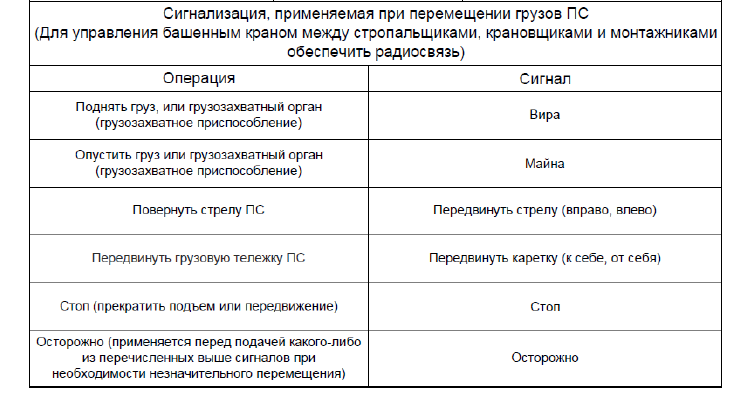 Сигнализация, применяемая при перемещении грузов ПС
(Для управления башенным краном между стропальщиками, крановщиками и монтажниками
обеспечить радиосвязь)
Операция
Сигнал
Поднять груз, или грузозахватный орган
(грузозахватное приспособление)
Вира
Опустить груз или грузозахватный орган
(грузозахватное приспособление)
Майна
Повернуть стрелу ПС
Передвинуть стрелу (вправо, влево)
Передвинуть грузовую тележку ПС
Передвинуть каретку (к себе, от себя)
Стоп (прекратить подъем или передвижение)
Стоп
Осторожно (применяется перед подачей какого-либо
из перечисленных выше сигналов при
необходимости незначительного перемещения)
Осторожно